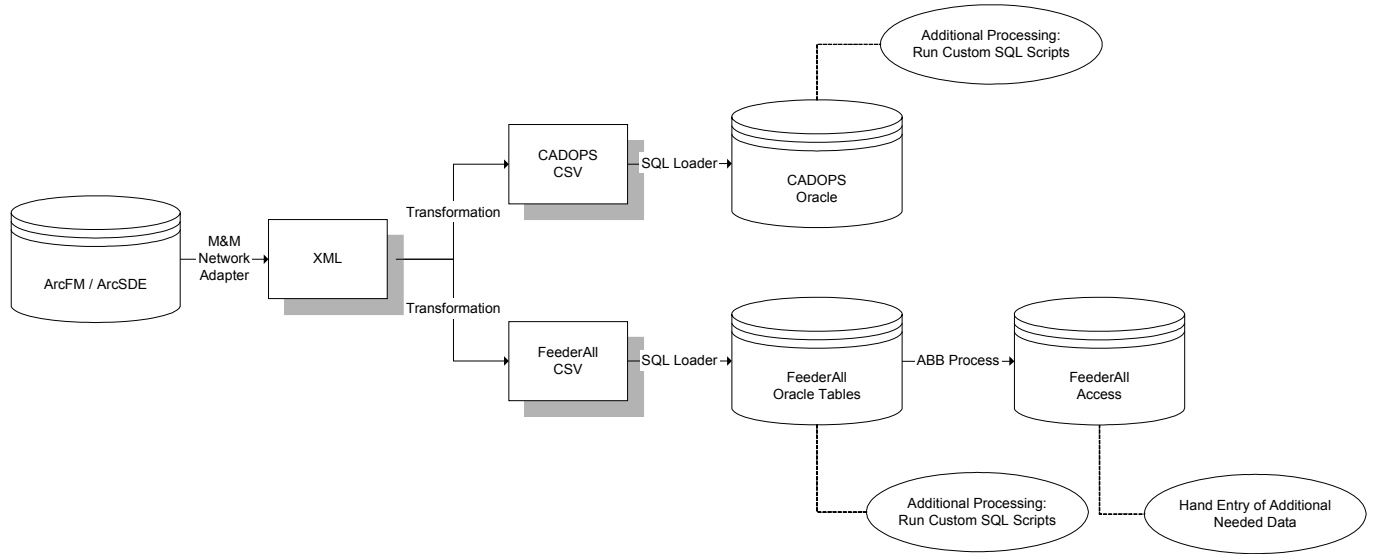 Additional Processing:
Run Custom SQL Scripts
CADOPS
CSV
SQL Loader
CADOPS
Oracle
Transformation
M&M
Network
Adapter
XML
ArcFM / ArcSDE
Transformation
FeederAll
CSV
SQL Loader
FeederAll
Oracle Tables
ABB Process
FeederAll
Access
Additional Processing:
Run Custom SQL Scripts
Hand Entry of Additional
Needed Data